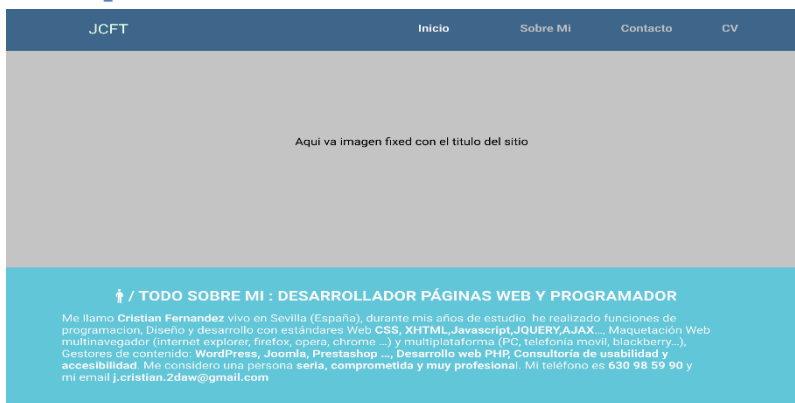 JCFT Inicio Sobre Mi Contacto CV
Aqui va imagen fixed con el titulo del sitio
/ TODO SOBRE MI : DESARROLLADOR PÁGINAS WEB Y PROGRAMADOR
Me llamo Cristian Fernandez vivo en Sevilla (España), durante mis años de estudio he realizado funciones de
programacion, Diseño y desarrollo con estándares Web CSS, XHTML,Javascript,JQUERY,AJAX..., Maquetación Web
multinavegador (internet explorer, firefox, opera, chrome ...) y multiplataforma (PC, telefonía movil, blackberry...),
Gestores de contenido: WordPress, Joomla, Prestashop ..., Desarrollo web PHP, Consultoría de usabilidad y
accesibilidad. Me considero una persona seria, comprometida y muy profesional. Mi teléfono es 630 98 59 90 y
mi email j.cristian.2daw@gmail.com